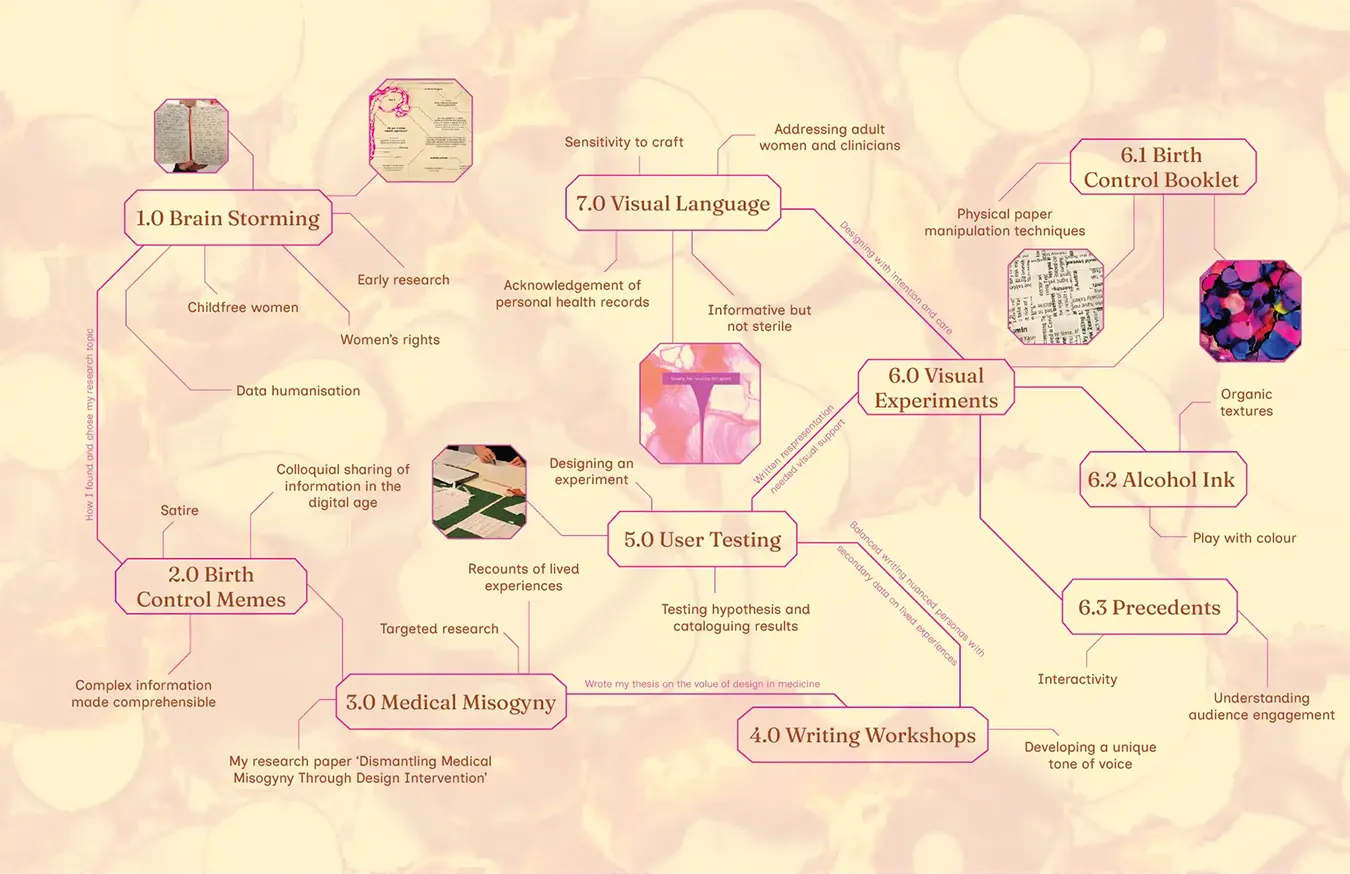 1.0 Brain Storming
Early research
Childfree women
Women's rights
Data humanisation
How I found and chose my research topic
Satire
Colloquial sharing of
information in the
digital age
2.0 Birth
Control Memes
Complex information
made comprehensible
Targeted research
Recounts of lived
experiences
3.0 Medical Misogyny
My research paper ‘Dismantling Medical
Misogyny Through Design Intervention’
Wrote my thesis on the value of design in medicine
4.0 Writing Workshops
Developing a unique
tone of voice
Balanced writing nuanced personas with
secondary data on lived experiences
Designing an
experiment
5.0 User Testing
Testing hypothesis and
cataloguing results
Written respresentation
needed visual support
6.0 Visual
Experiments
6.1 Birth
Control Booklet
Physical paper
manipulation techniques
Organic
textures
6.2 Alcohol Ink
Play with colour
6.3 Precedents
Interactivity
Understanding
audience engagement
Designing with intention and care
Sensitivity to craft
Addressing adult
women and clinicians
7.0 Visual Language
Acknowledgement of
personal health records
Informative but
not sterile